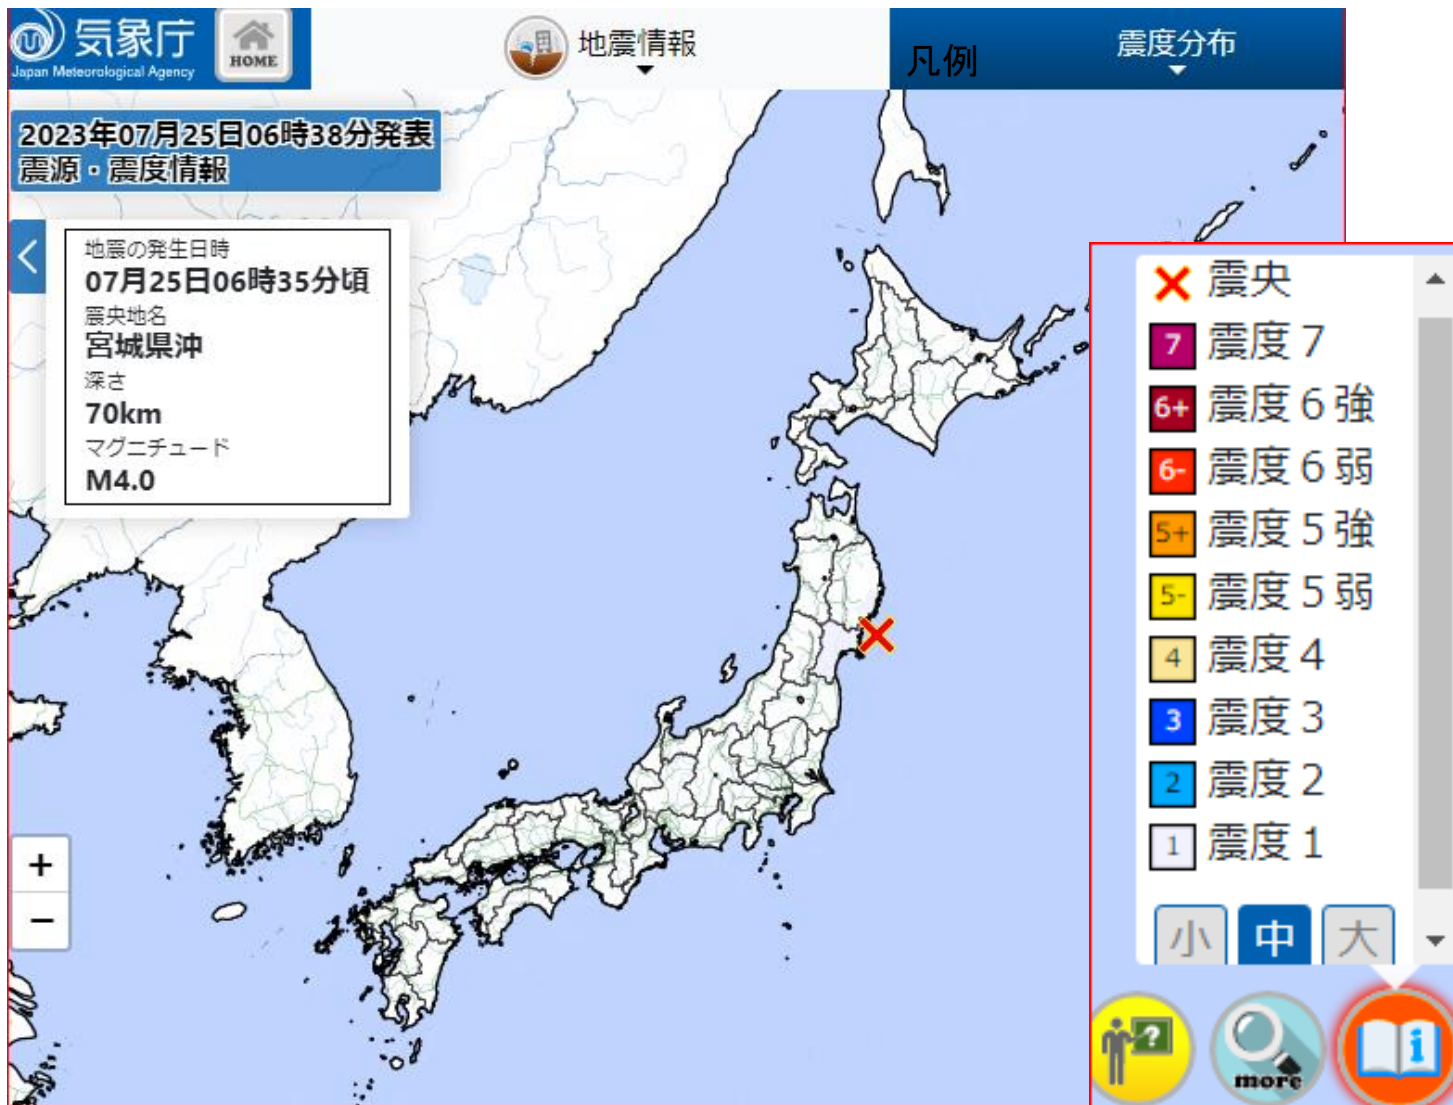 気象庁
Japan Meteorological Agency
HOME
地震情報
凡例
震度分布
2023年07月25日06時38分発表
震源・震度情報
地震の発生日時
07月25日06時35分頃
震央地名
宮城県沖
深さ
70km
マグニチュード
M4.0
+
−
震央
7 震度7
6+ 震度6強
6- 震度6弱
5+ 震度5強
5- 震度5弱
4 震度4
3 震度3
2 震度2
1 震度1
小 中 大
?
more
i